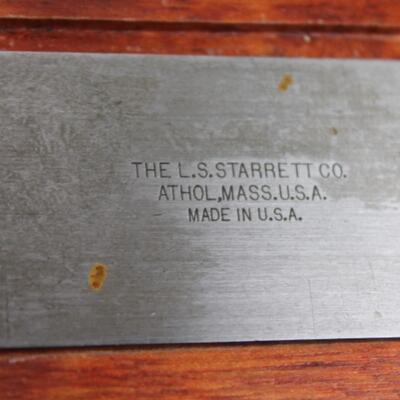 THE L.S.STARRETT CO.
ATHOL,MASS.U.S.A.
MADE IN U.S.A.